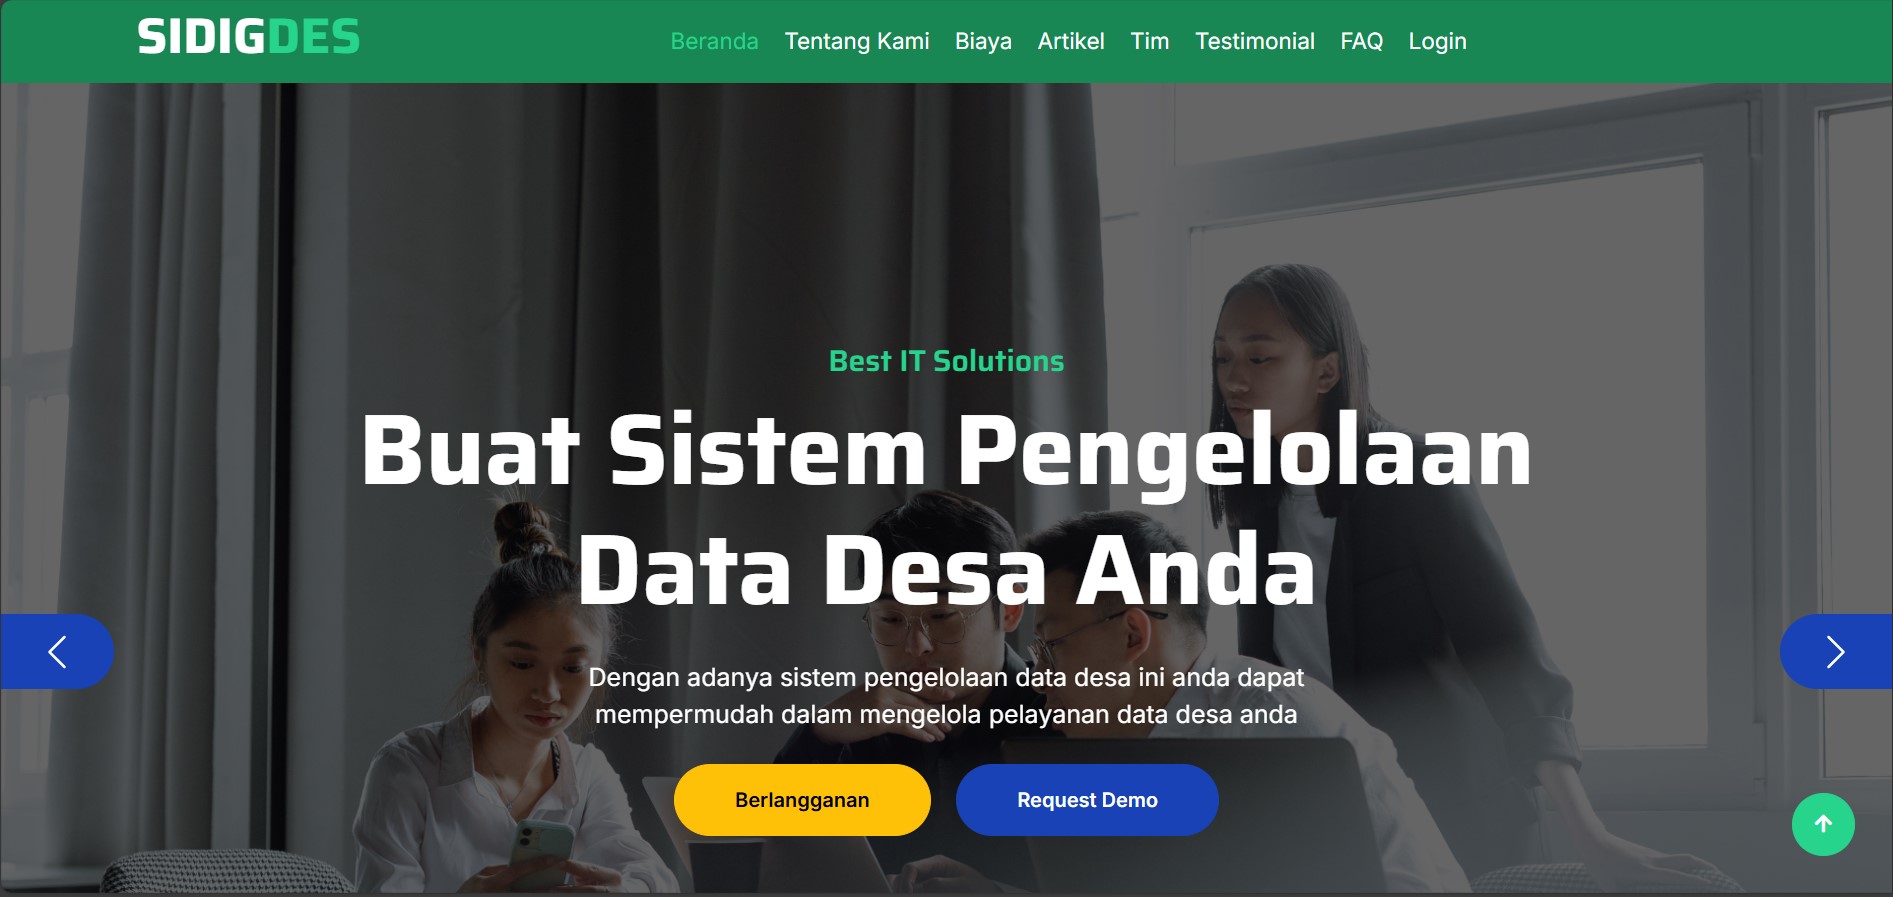 SIDIGDES
Beranda Tentang Kami Biaya Artikel Tim Testimonial FAQ Login
Best IT Solutions
Buat Sistem Pengelolaan
Data Desa Anda
Dengan adanya sistem pengelolaan data desa ini anda dapat
mempermudah dalam mengelola pelayanan data desa anda
Berlangganan Request Demo